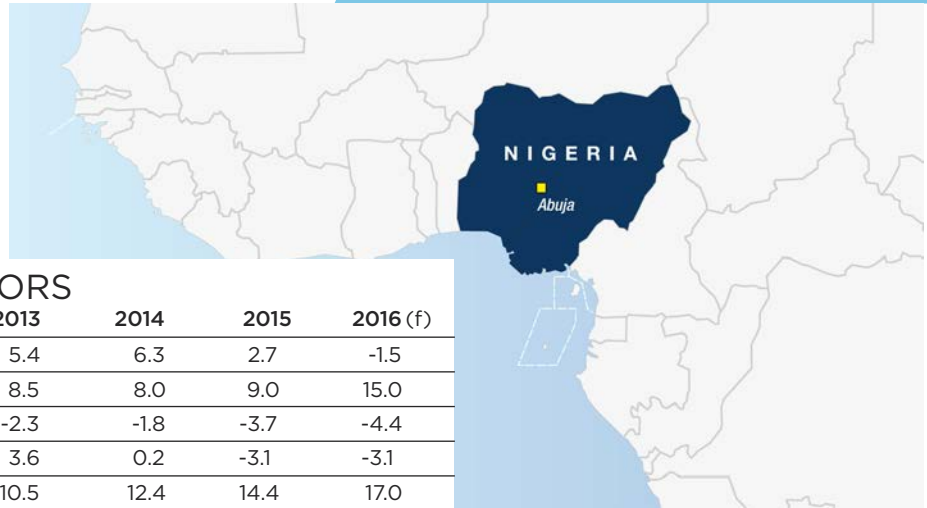 NIGERIA
Abuja
ORS
2013 2014 2015 2016 (f)
5.4 6.3 2.7 -1.5
8.5 8.0 9.0 15.0
-2.3 -1.8 -3.7 -4.4
3.6 0.2 -3.1 -3.1
10.5 12.4 14.4 17.0